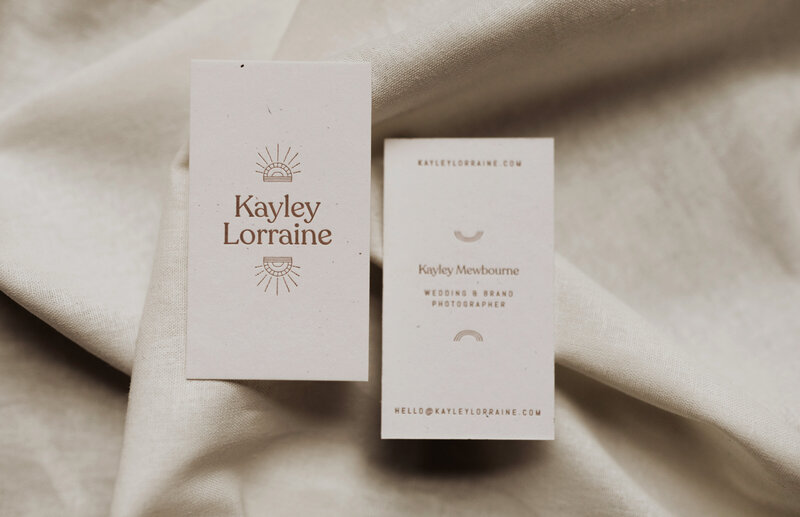 Kayley
Lorraine
KAYLEYLORRAINE.COM
Kayley Mewbourne
WEDDING & BRAND
PHOTOGRAPHER
HELLO@KAYLEYLORRAINE.COM